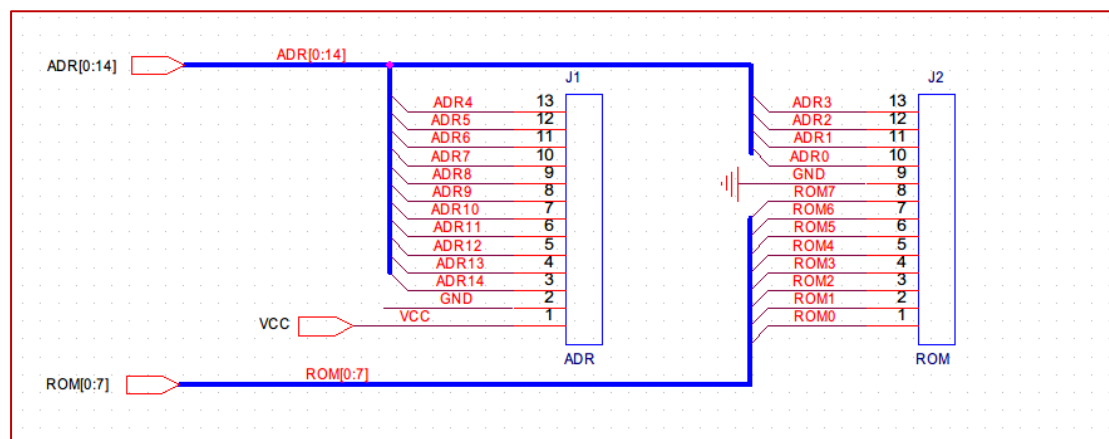 ADR[0:14]
ADR[0:14]
J1
J2
ADR4 13
ADR5 12
ADR6 11
ADR7 10
ADR8 9
ADR9 8
ADR10 7
ADR11 6
ADR12 5
ADR13 4
ADR14 3
GND 2
VCC
VCC 1
ADR
ADR3 13
ADR2 12
ADR1 11
ADR0 10
GND 9
ROM7 8
ROM6 7
ROM5 6
ROM4 5
ROM3 4
ROM2 3
ROM1 2
ROM0 1
ROM
ROM[0:7]
ROM[0:7]